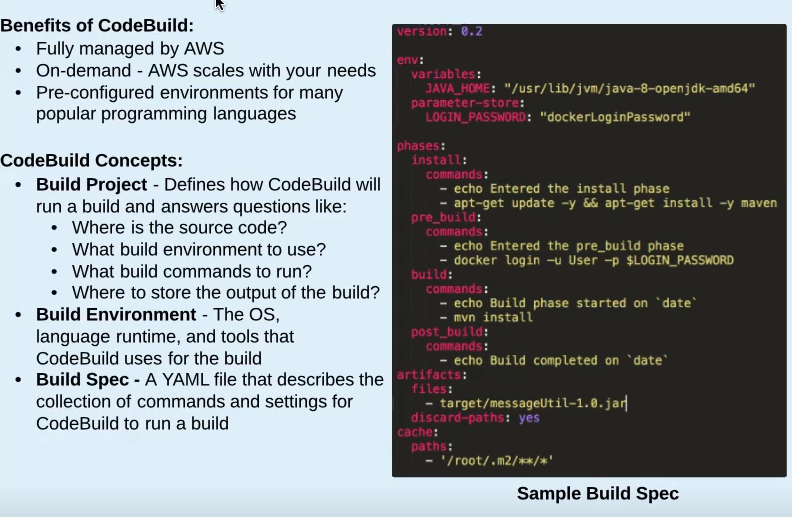 Benefits of CodeBuild:
• Fully managed by AWS
• On-demand - AWS scales with your needs
• Pre-configured environments for many
popular programming languages
CodeBuild Concepts:
• Build Project - Defines how CodeBuild will
run a build and answers questions like:
• Where is the source code?
• What build environment to use?
• What build commands to run?
• Where to store the output of the build?
• Build Environment - The OS,
language runtime, and tools that
CodeBuild uses for the build
• Build Spec - A YAML file that describes the
collection of commands and settings for
CodeBuild to run a build
version: 0.2
env:
  variables:
    JAVA_HOME: "/usr/lib/jvm/java-8-openjdk-amd64"
  parameter-store:
    LOGIN_PASSWORD: "dockerLoginPassword"
phases:
  install:
    commands:
      - echo Entered the install phase
      - apt-get update -y && apt-get install -y maven
  pre_build:
    commands:
      - echo Entered the pre_build phase
      - docker login -u User -p $LOGIN_PASSWORD
  build:
    commands:
      - echo Build phase started on `date`
      - mvn install
  post_build:
    commands:
      - echo Build completed on `date`
artifacts:
  files:
    - target/messageUtil-1.0.jar
  discard-paths: yes
cache:
  paths:
    - '/root/.m2/**/*'
Sample Build Spec